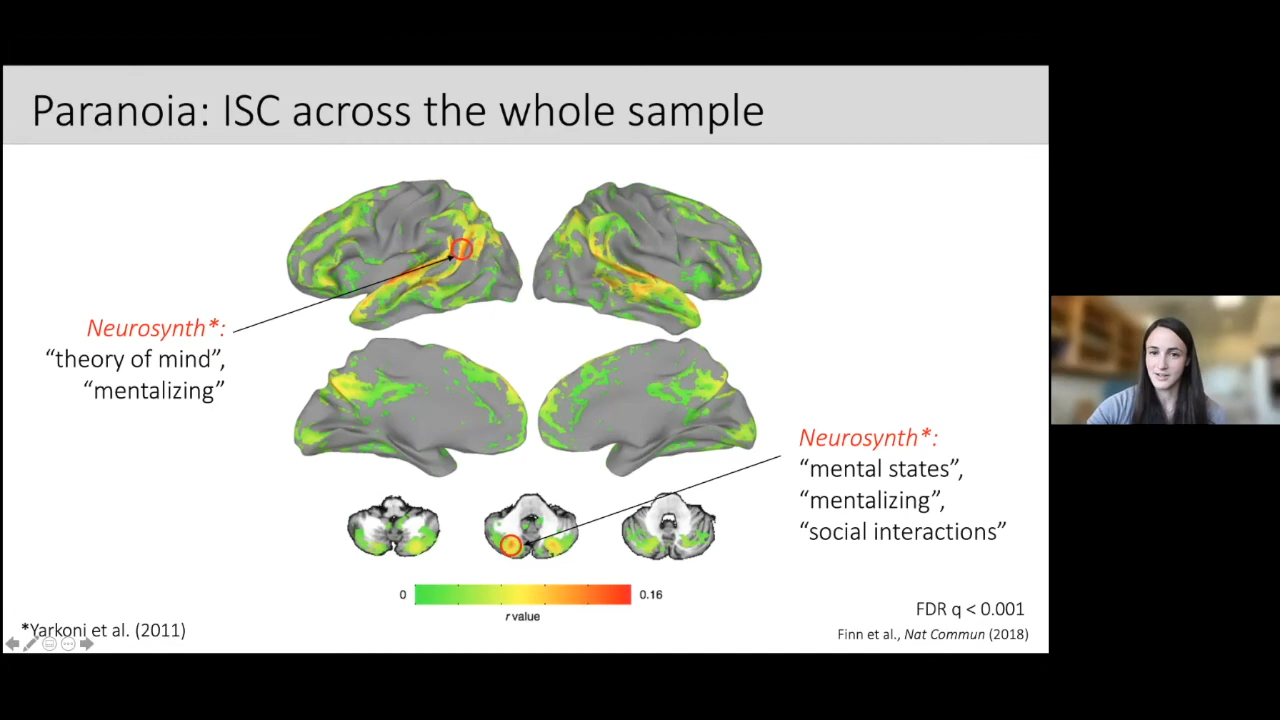 Paranoia: ISC across the whole sample
Neurosynth*:
“theory of mind”,
“mentalizing”
Neurosynth*:
“mental states”,
“mentalizing”,
“social interactions”
0
0.16
r value
FDR q < 0.001
*Yarkoni et al. (2011)
Finn et al., Nat Commun (2018)